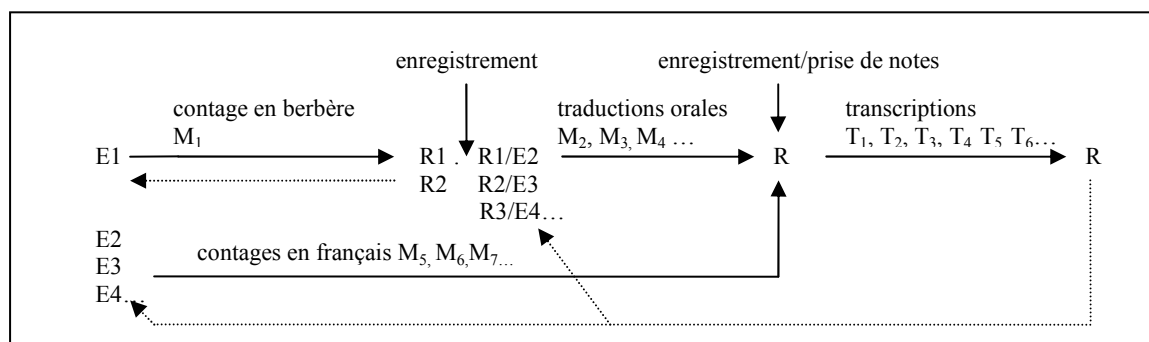 enregistrement enregistrement/prise de notes
contage en berbère traductions orales transcriptions
M1 M2, M3, M4 … T1, T2, T3, T4 T5 T6…
E1 R1 . R1/E2 R R
R2 R2/E3
R3/E4…
E2
contages en français M5, M6,M7…
E3
E4…